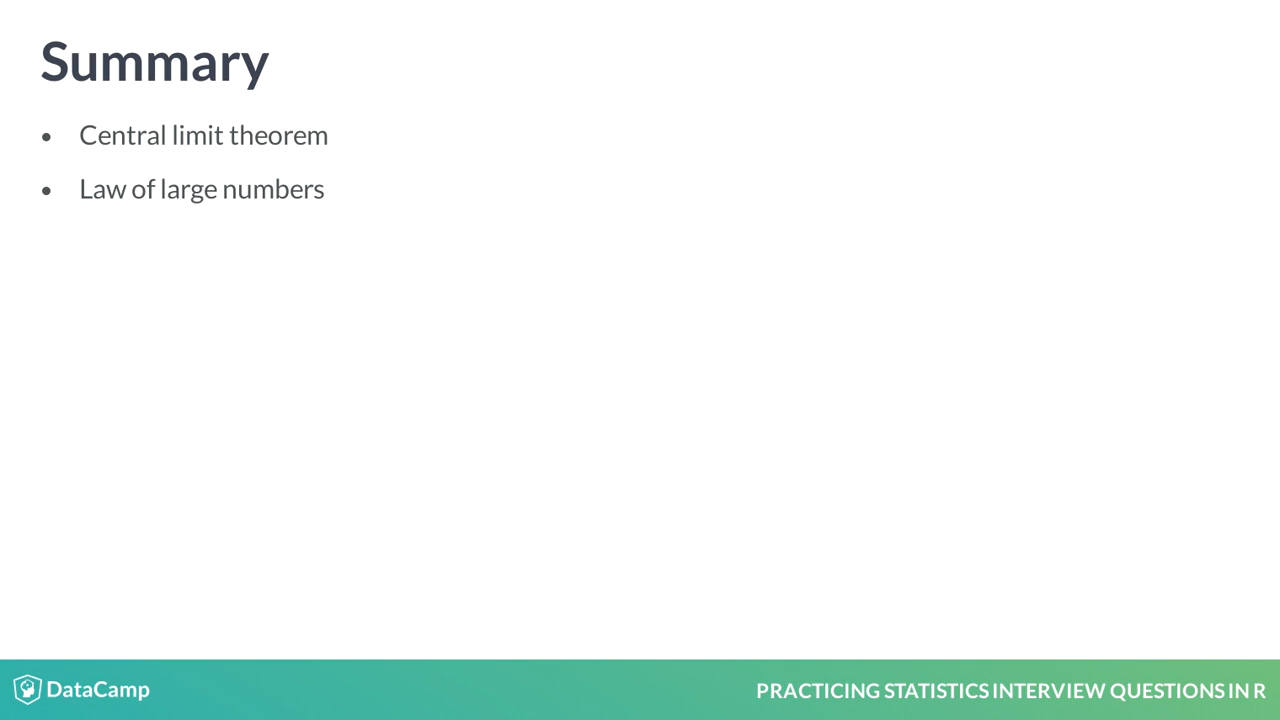 Summary
• Central limit theorem
• Law of large numbers
DataCamp
PRACTICING STATISTICS INTERVIEW QUESTIONS IN R